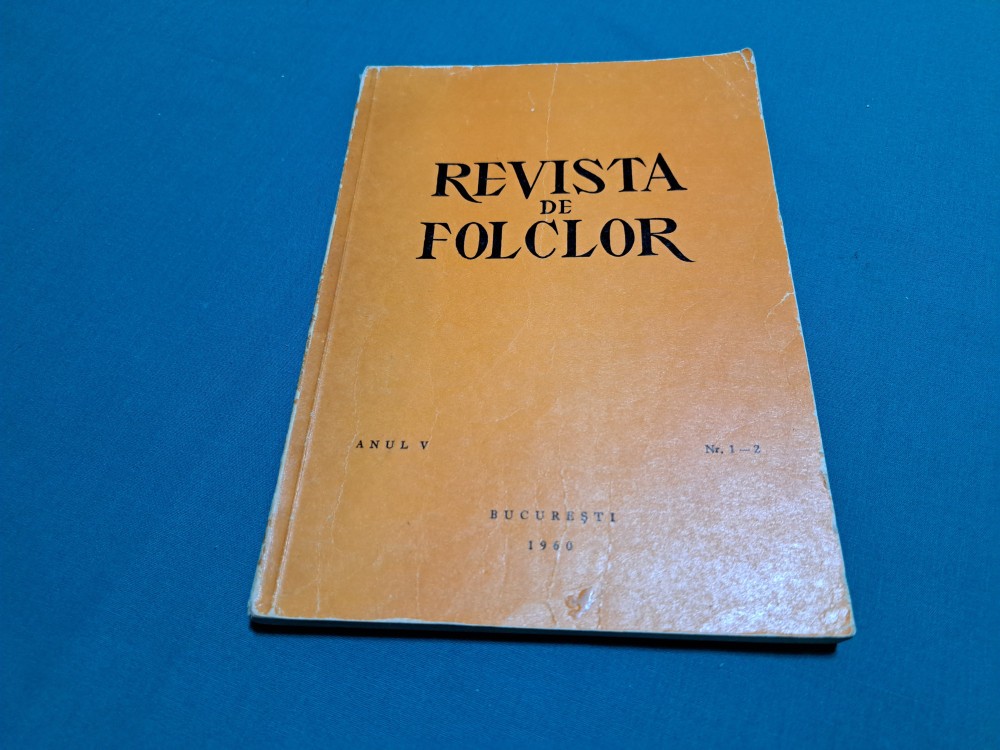 REVISTA
DE
FOLCLOR
ANUL V
Nr. 1–2
BUCUREȘTI
1960